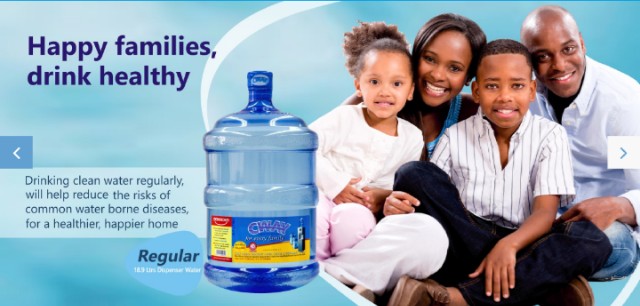 Happy families,
drink healthy
Drinking clean water regularly,
will help reduce the risks of
common water borne diseases,
for a healthier, happier home
Regular
18.9 Ltrs Dispenser Water